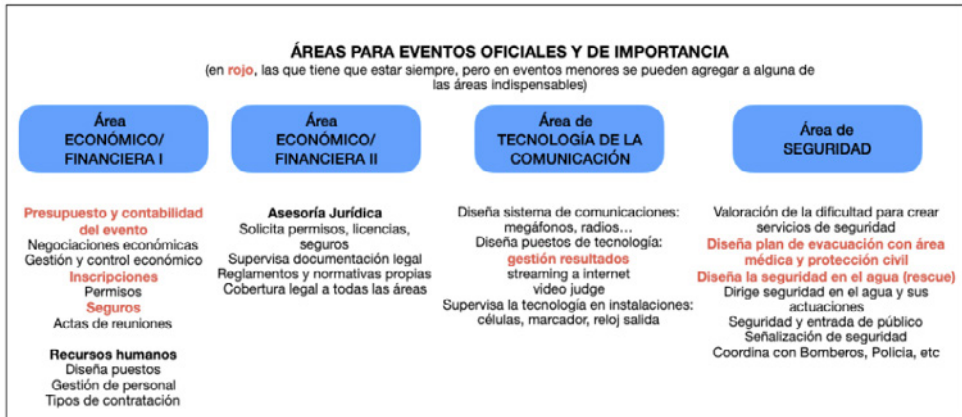 ÁREAS PARA EVENTOS OFICIALES Y DE IMPORTANCIA
(en rojo, las que tiene que estar siempre, pero en eventos menores se pueden agregar a alguna de
las áreas indispensables)
Área
ECONÓMICO/
FINANCIERA I
Presupuesto y contabilidad
del evento
Negociaciones económicas
Gestión y control económico
Inscripciones
Permisos
Seguros
Actas de reuniones
Recursos humanos
Diseña puestos
Gestión de personal
Tipos de contratación
Área
ECONÓMICO/
FINANCIERA II
Asesoría Jurídica
Solicita permisos, licencias,
seguros
Supervisa documentación legal
Reglamentos y normativas propias
Cobertura legal a todas las áreas
Área de
TECNOLOGÍA DE LA
COMUNICACIÓN
Diseña sistema de comunicaciones:
megáfonos, radios...
Diseña puestos de tecnología:
gestión resultados
streaming a internet
video judge
Supervisa la tecnología en instalaciones:
células, marcador, reloj salida
Área de
SEGURIDAD
Valoración de la dificultad para crear
servicios de seguridad
Diseña plan de evacuación con área
médica y protección civil
Diseña la seguridad en el agua (rescue)
Dirige seguridad en el agua y sus
actuaciones
Seguridad y entrada de público
Señalización de seguridad
Coordina con Bomberos, Policia, etc